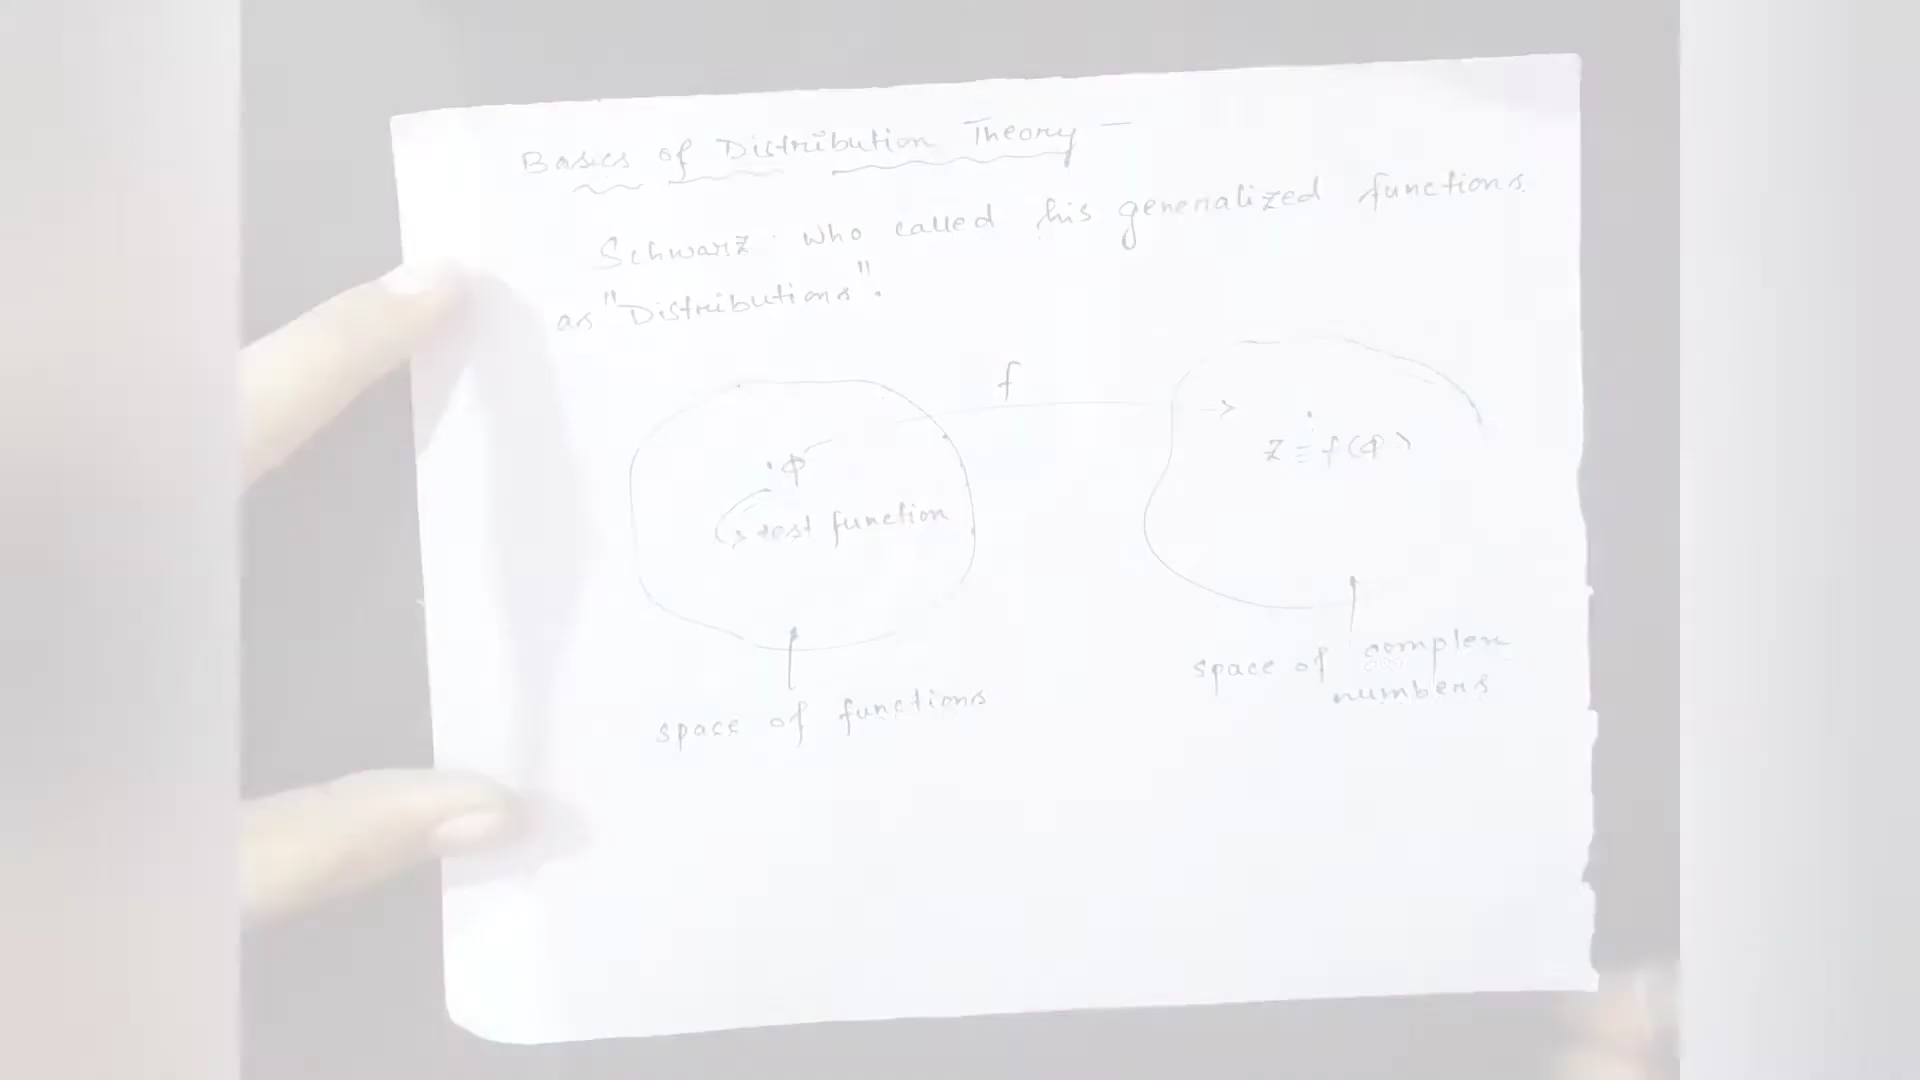 Basics of Distribution Theory —
Schwarz. Who called his generalized functions.
as "Distributions".
f
.φ
test function
z ≡ f(φ)
space of functions
space of complex
numbers